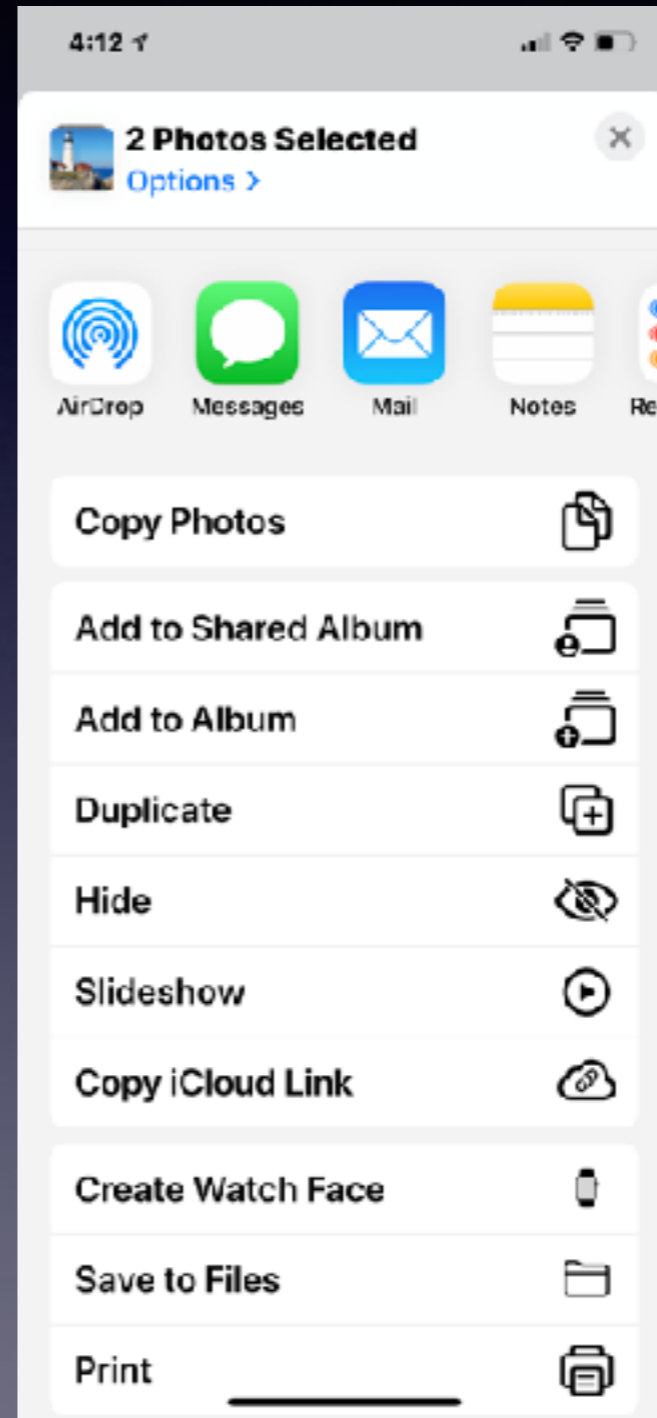 4:12
2 Photos Selected
Options >
AirDrop Messages Mail Notes Re
Copy Photos
Add to Shared Album
Add to Album
Duplicate
Hide
Slideshow
Copy iCloud Link
Create Watch Face
Save to Files
Print